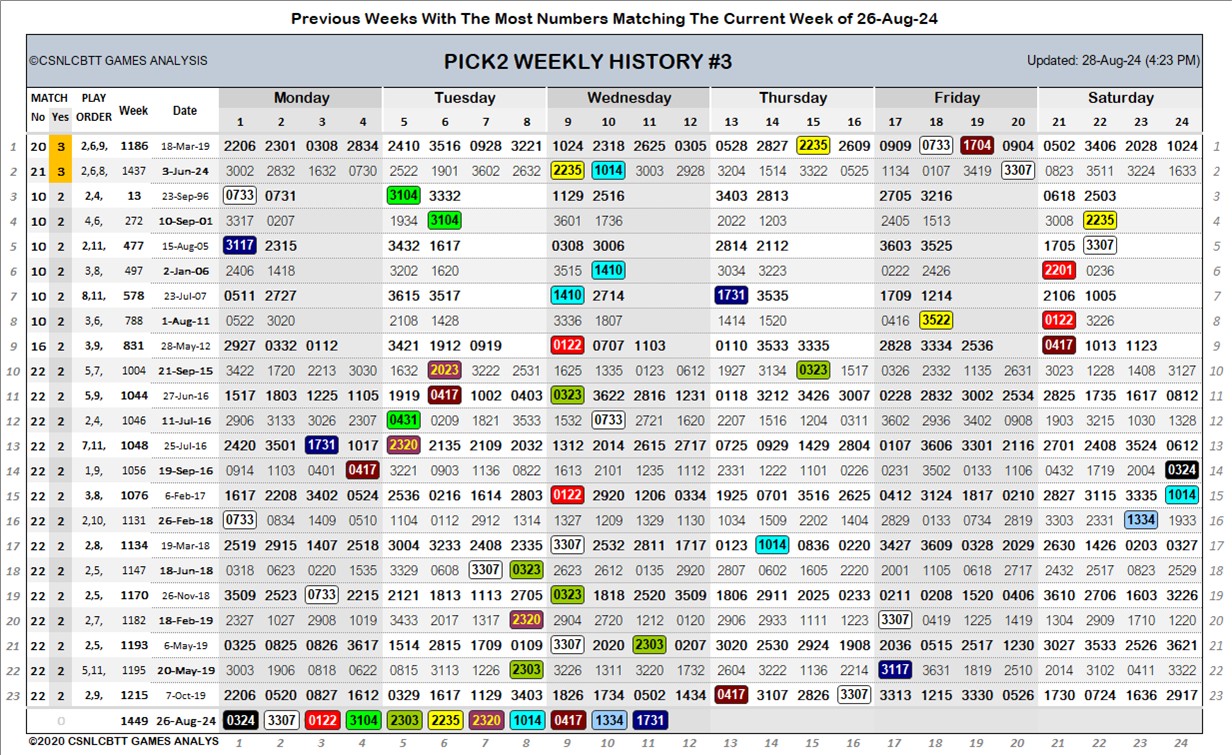 Previous Weeks With The Most Numbers Matching The Current Week of 26-Aug-24
©CSNLCBTT GAMES ANALYSIS PICK2 WEEKLY HISTORY #3 Updated: 28-Aug-24 (4:23 PM)
MATCH PLAY Week Date Monday Tuesday Wednesday Thursday Friday Saturday
No Yes ORDER 1 2 3 4 5 6 7 8 9 10 11 12 13 14 15 16 17 18 19 20 21 22 23 24
1 20 3 2,6,9, 1186 18-Mar-19 2206 2301 0308 2834 2410 3516 0928 3221 1024 2318 2625 0305 0528 2827 2235 2609 0909 0733 1704 0904 0502 3406 2028 1024 1
2 21 3 2,6,8, 1437 3-Jun-24 3002 2832 1632 0730 2522 1901 3602 2632 2235 1014 3003 2928 3204 1514 3322 0525 1134 0107 3419 3307 0823 3511 3224 1633 2
3 10 2 2,4, 13 23-Sep-96 0733 0731 3104 3332 1129 2516 3403 2813 2705 3216 0618 2503 3
4 10 2 4,6, 272 10-Sep-01 3317 0207 1934 3104 3601 1736 2022 1203 2405 1513 3008 2235 4
5 10 2 2,11, 477 15-Aug-05 3117 2315 3432 1617 0308 3006 2814 2112 3603 3525 1705 3307 5
6 10 2 3,8, 497 2-Jan-06 2406 1418 3202 1620 3515 1410 3034 3223 0222 2426 2201 0236 6
7 10 2 8,11, 578 23-Jul-07 0511 2727 3615 3517 1410 2714 1731 3535 1709 1214 2106 1005 7
8 10 2 3,6, 788 1-Aug-11 0522 3020 2108 1428 3336 1807 1414 1520 0416 3522 0122 3226 8
9 16 2 3,9, 831 28-May-12 2927 0332 0112 3421 1912 0919 0122 0707 1103 0110 3533 3335 2828 3334 2536 0417 1013 1123 9
10 22 2 5,7, 1004 21-Sep-15 3422 1720 2213 3030 1632 2023 3222 2531 1625 1335 0123 0612 1927 3134 0323 1517 0326 2332 1135 2631 3023 1228 1408 3127 10
11 22 2 5,9, 1044 27-Jun-16 1517 1803 1225 1105 1919 0417 1002 0403 0323 3622 2816 1231 0118 3212 3426 3007 0228 2832 3002 2534 2825 1735 1617 0812 11
12 22 2 2,4, 1046 11-Jul-16 2906 3133 3026 2307 0431 0209 1821 3533 1532 0733 2721 1620 2207 1516 1204 0311 3602 2936 3402 0908 1903 3215 1030 1328 12
13 22 2 7,11, 1048 25-Jul-16 2420 3501 1731 1017 2320 2135 2109 2032 1312 2014 2615 2717 0725 0929 1429 2804 0107 3606 3301 2116 2701 2408 3524 0612 13
14 22 2 1,9, 1056 19-Sep-16 0914 1103 0401 0417 3221 0903 1136 0822 1613 2101 1235 1112 2331 1222 1101 0226 0231 3502 0133 1106 0432 1719 2004 0324 14
15 22 2 3,8, 1076 6-Feb-17 1617 2208 3402 0524 2536 0216 1614 2803 0122 2920 1206 0334 1925 0701 3516 2625 0412 3124 1817 0210 2827 3115 3335 1014 15
16 22 2 2,10, 1131 26-Feb-18 0733 0834 1409 0510 1104 0112 2912 1314 1327 1209 1329 1130 1034 1509 2202 1404 2829 0133 0734 2819 3303 2331 1334 1933 16
17 22 2 2,8, 1134 19-Mar-18 2519 2915 1407 2518 3004 3233 2408 2335 3307 2532 2811 1717 0123 1014 0836 0220 3427 3609 0328 2029 2630 1426 0203 0327 17
18 22 2 2,5, 1147 18-Jun-18 0318 0623 0220 1535 3329 0608 3307 0323 2623 2612 0135 2920 2807 0602 1605 2220 2001 1105 0618 2717 2432 2517 0823 2529 18
19 22 2 2,5, 1170 26-Nov-18 3509 2523 0733 2215 2121 1813 1113 2705 0323 1818 2520 3509 1806 2911 2025 0233 0211 0208 1520 0406 3610 2706 1603 3226 19
20 22 2 2,7, 1182 18-Feb-19 2327 1027 2908 1019 3433 2017 1317 2320 2904 2720 1212 0120 2906 2933 1111 1223 3307 0419 1225 1419 1304 2909 1710 1220 20
21 22 2 2,5, 1193 6-May-19 0325 0825 0826 3617 1514 2815 1709 0109 3307 2020 2303 0207 3020 2530 2924 1908 2036 0515 2517 1230 3027 3533 2526 3621 21
22 22 2 5,11, 1195 20-May-19 3003 1906 0818 0622 0815 3113 1226 2303 3226 1311 3220 1732 2604 3222 1136 2214 3117 3631 1819 2510 2014 3102 0411 3322 22
23 22 2 2,9, 1215 7-Oct-19 2206 0520 0827 1612 0329 1617 1129 3403 1826 1734 0502 1434 0417 3107 2826 3307 3313 1215 3330 0526 1730 0724 1636 2917 23
0 1449 26-Aug-24 0324 3307 0122 3104 2303 2235 2320 1014 0417 1334 1731
©2020 CSNLCBTT GAMES ANALYS 1 2 3 4 5 6 7 8 9 10 11 12 13 14 15 16 17 18 19 20 21 22 23 24